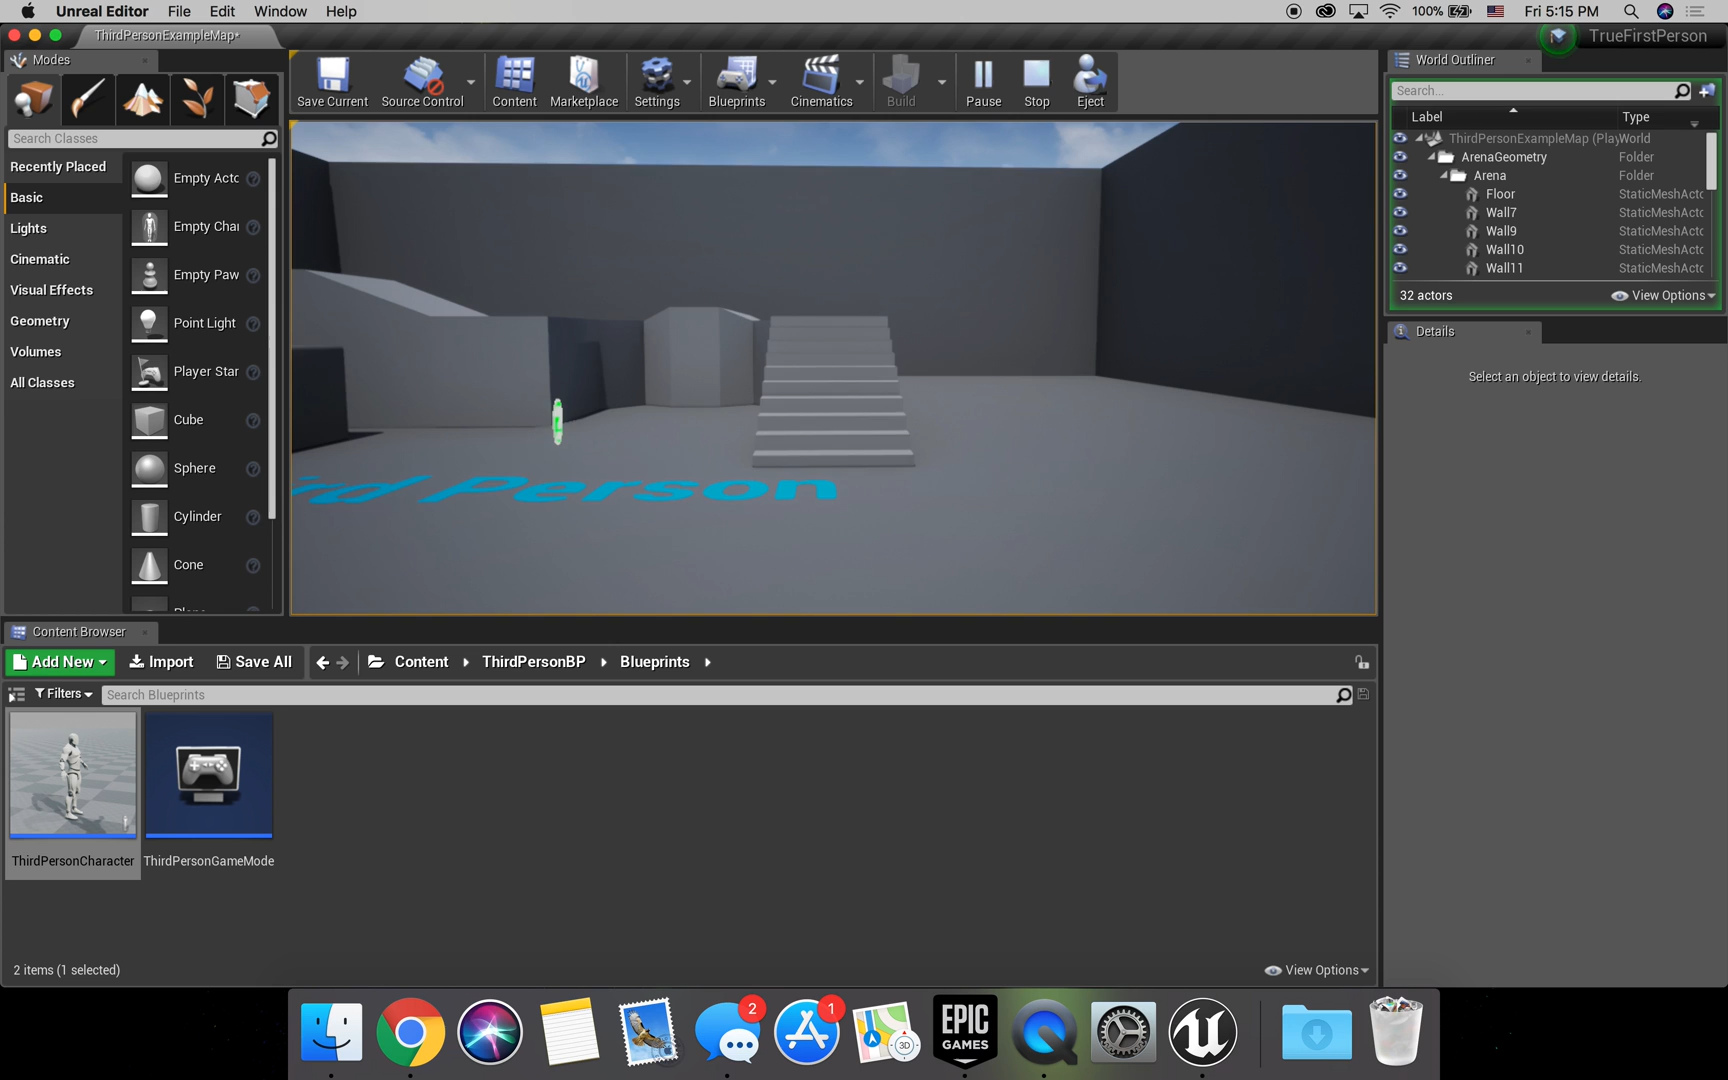 Unreal Editor File Edit Window Help
100% Fri 5:15 PM
ThirdPersonExampleMap*
TrueFirstPerson
Modes
Save Current Source Control Content Marketplace Settings Blueprints Cinematics Build Pause Stop Eject
Search Classes
Recently Placed
Basic
Lights
Cinematic
Visual Effects
Geometry
Volumes
All Classes
Empty Acto
Empty Cha
Empty Paw
Point Light
Player Star
Cube
Sphere
Cylinder
Cone
ird Person
World Outliner
Search...
Label Type
ThirdPersonExampleMap (Play World
ArenaGeometry Folder
Arena Folder
Floor StaticMeshActo
Wall7 StaticMeshActo
Wall9 StaticMeshActo
Wall10 StaticMeshActo
Wall11 StaticMeshActo
32 actors View Options
Details
Select an object to view details.
Content Browser
Add New Import Save All Content ThirdPersonBP Blueprints
Filters Search Blueprints
ThirdPersonCharacter ThirdPersonGameMode
2 items (1 selected) View Options
2
1
3D
EPIC
GAMES